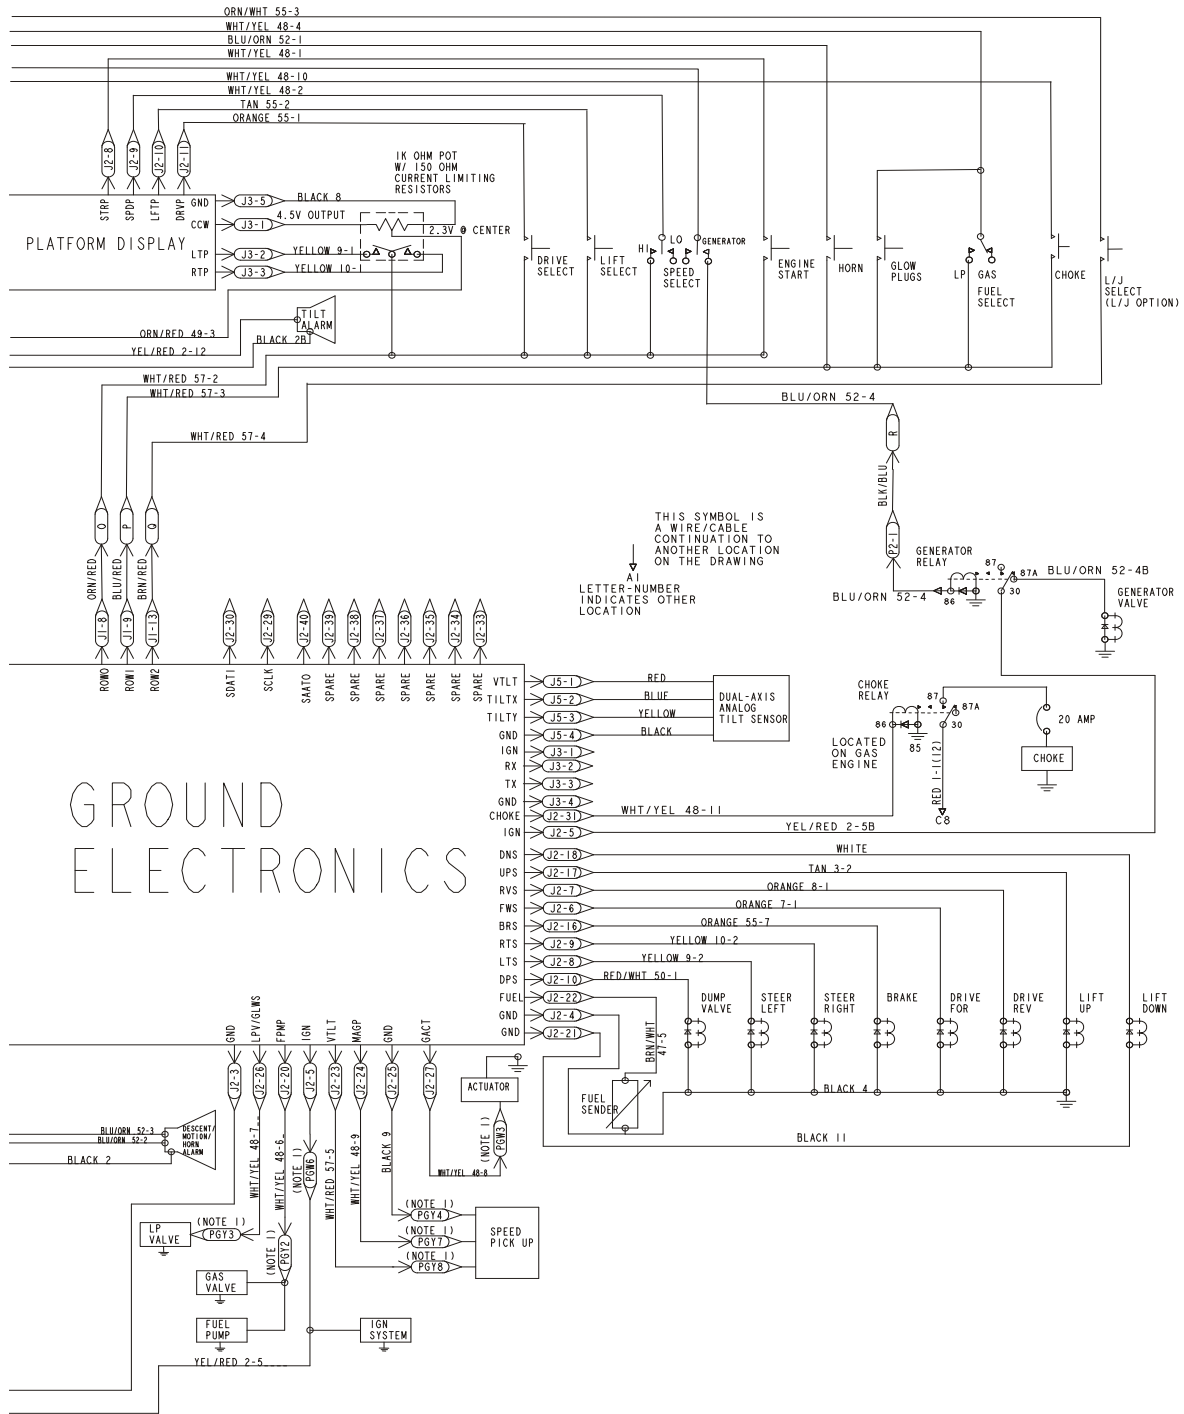 ORN/WHT 55-3
WHT/YEL 48-4
BLU/ORN 52-1
WHT/YEL 48-1
WHT/YEL 48-10
WHT/YEL 48-2
TAN 55-2
ORANGE 55-1
J2-8
J2-9
J2-10
J2-11
1K OHM POT
W/ 150 OHM
CURRENT LIMITING
RESISTORS
STRP
SPDP
LFTP
DRVP
GND
J3-5
BLACK 8
CCW
J3-1
4.5V OUTPUT
2.3V @ CENTER
PLATFORM DISPLAY
LTP
J3-2
YELLOW 9-1
RTP
J3-3
YELLOW 10-1
DRIVE
SELECT
LIFT
SELECT
HI
LO
SPEED
SELECT
GENERATOR
ENGINE
START
HORN
GLOW
PLUGS
LP
GAS
FUEL
SELECT
CHOKE
L/J
SELECT
(L/J OPTION)
TILT
ALARM
ORN/RED 49-3
BLACK 2B
YEL/RED 2-12
WHT/RED 57-2
WHT/RED 57-3
WHT/RED 57-4
BLU/ORN 52-4
R
BLK/BLU
P2-1
O
P
Q
ORN/RED
BLU/RED
BRN/RED
J1-8
J1-9
J1-13
ROW0
ROW1
ROW2
THIS SYMBOL IS
A WIRE/CABLE
CONTINUATION TO
ANOTHER LOCATION
ON THE DRAWING
A1
LETTER-NUMBER
INDICATES OTHER
LOCATION
GENERATOR
RELAY
87
87A
BLU/ORN 52-4B
BLU/ORN 52-4
86
30
GENERATOR
VALVE
J2-30
J2-29
J2-40
J2-39
J2-38
J2-37
J2-36
J2-35
J2-34
J2-33
SDAT1
SCLK
SAATO
SPARE
SPARE
SPARE
SPARE
SPARE
SPARE
SPARE
VTLT
J5-1
RED
TILTX
J5-2
BLUE
TILTY
J5-3
YELLOW
GND
J5-4
BLACK
DUAL-AXIS
ANALOG
TILT SENSOR
IGN
J3-1
RX
J3-2
TX
J3-3
GND
J3-4
CHOKE
J2-31
WHT/YEL 48-11
IGN
J2-5
YEL/RED 2-5B
CHOKE
RELAY
87
87A
86
30
85
LOCATED
ON GAS
ENGINE
RED 1-1(12)
C8
20 AMP
CHOKE
GROUND
ELECTRONICS
DNS
J2-18
WHITE
UPS
J2-17
TAN 3-2
RVS
J2-7
ORANGE 8-1
FWS
J2-6
ORANGE 7-1
BRS
J2-16
ORANGE 55-7
RTS
J2-9
YELLOW 10-2
LTS
J2-8
YELLOW 9-2
DPS
J2-10
RED/WHT 50-1
FUEL
J2-22
GND
J2-4
GND
J2-21
BRN/WHT
47-5
DUMP
VALVE
STEER
LEFT
STEER
RIGHT
BRAKE
DRIVE
FOR
DRIVE
REV
LIFT
UP
LIFT
DOWN
FUEL
SENDER
BLACK 4
BLACK 11
GND
LPV/GLWS
FPMP
IGN
VTLT
MAGP
GND
GACT
J2-3
J2-26
J2-20
J2-5
J2-23
J2-24
J2-25
J2-27
ACTUATOR
(NOTE 1)
PGW3
WHT/YEL 48-8
BLU/ORN 52-3
BLU/ORN 52-2
BLACK 2
DESCENT/
MOTION/
HORN
ALARM
WHT/YEL 48-7_
WHT/YEL 48-6_
(NOTE 1)
PGW6
WHT/RED 57-5
WHT/YEL 48-9
BLACK 9
LP
VALVE
(NOTE 1)
PGY3
(NOTE 1)
PGY2
(NOTE 1)
PGY4
(NOTE 1)
PGY7
(NOTE 1)
PGY8
SPEED
PICK UP
GAS
VALVE
FUEL
PUMP
IGN
SYSTEM
YEL/RED 2-5____